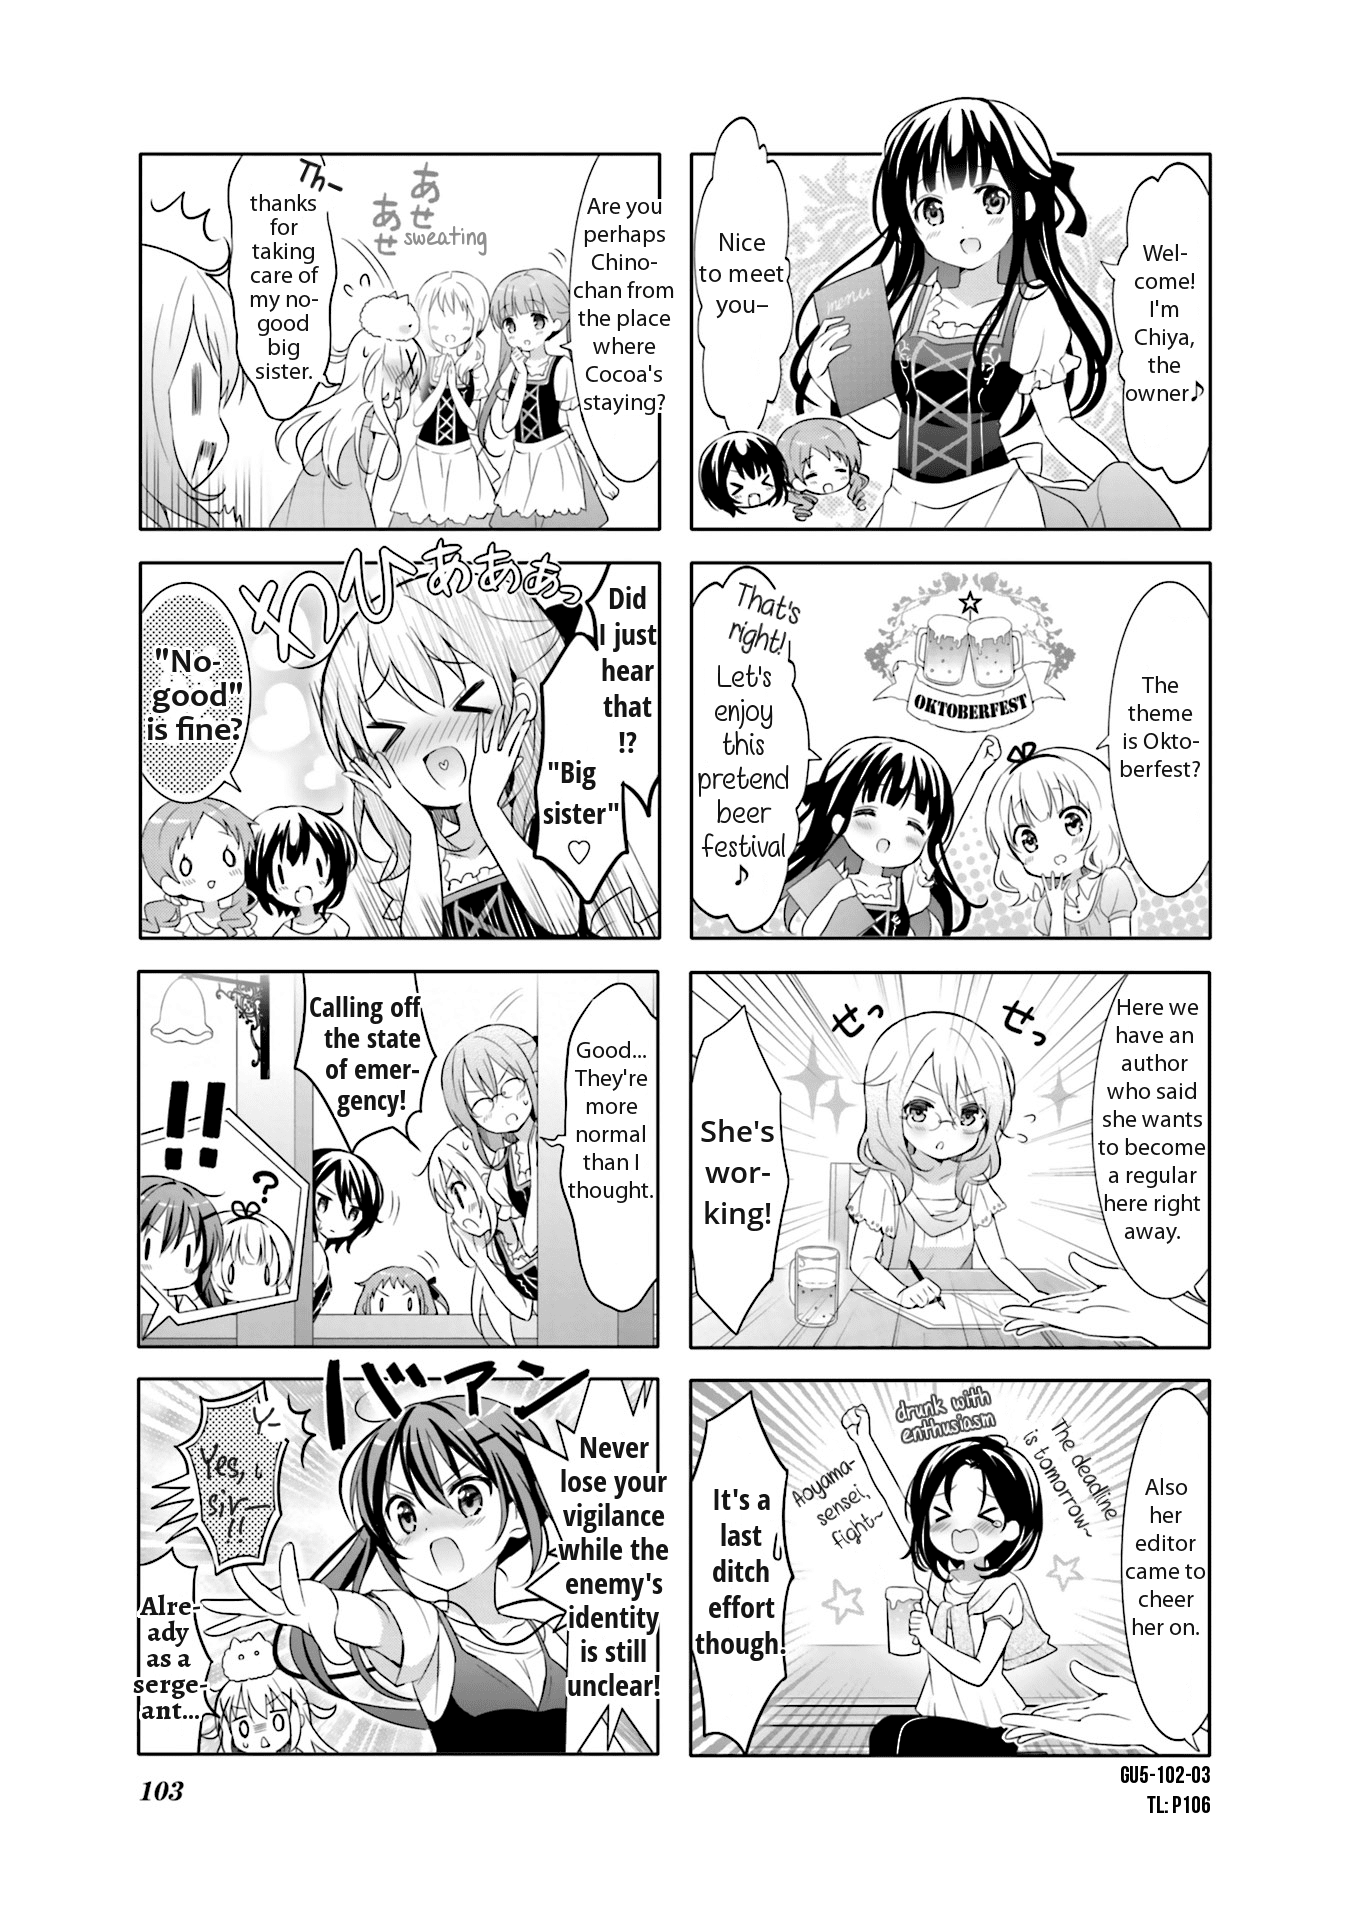 Wel-
come!
I'm
Chiya,
the
owner♪
menu
Nice
to meet
you–
The
theme
is Okto-
berfest?
OKTOBERFEST
That's
right!
Let's
enjoy
this
pretend
beer
festival
♪
Here we
have an
author
who said
she wants
to become
a regular
here right
away.
せっ
せっ
She's
wor-
king!
Also
her
editor
came to
cheer
her on.
The deadline
is tomorrow~
drunk with
enthusiasm
Aoyama-
sensei,
fight~
It's a
last
ditch
effort
though!
Are you
perhaps
Chino-
chan from
the place
where
Cocoa's
staying?
あせ
あせ
sweating
Th-
thanks
for
taking
care of
my no-
good
big
sister.
Did
I just
hear
that
!?
"Big
sister"
♡
やひゃあああっ
"No-
good"
is fine?
Good...
They're
more
normal
than I
thought.
Calling off
the state
of emer-
gency!
!!
?
バァン
Never
lose your
vigilance
while the
enemy's
identity
is still
unclear!
Y-
Yes,
sir—
!!
Alre-
ady
as a
serge-
ant...
103
GU5-102-03
TL: P106